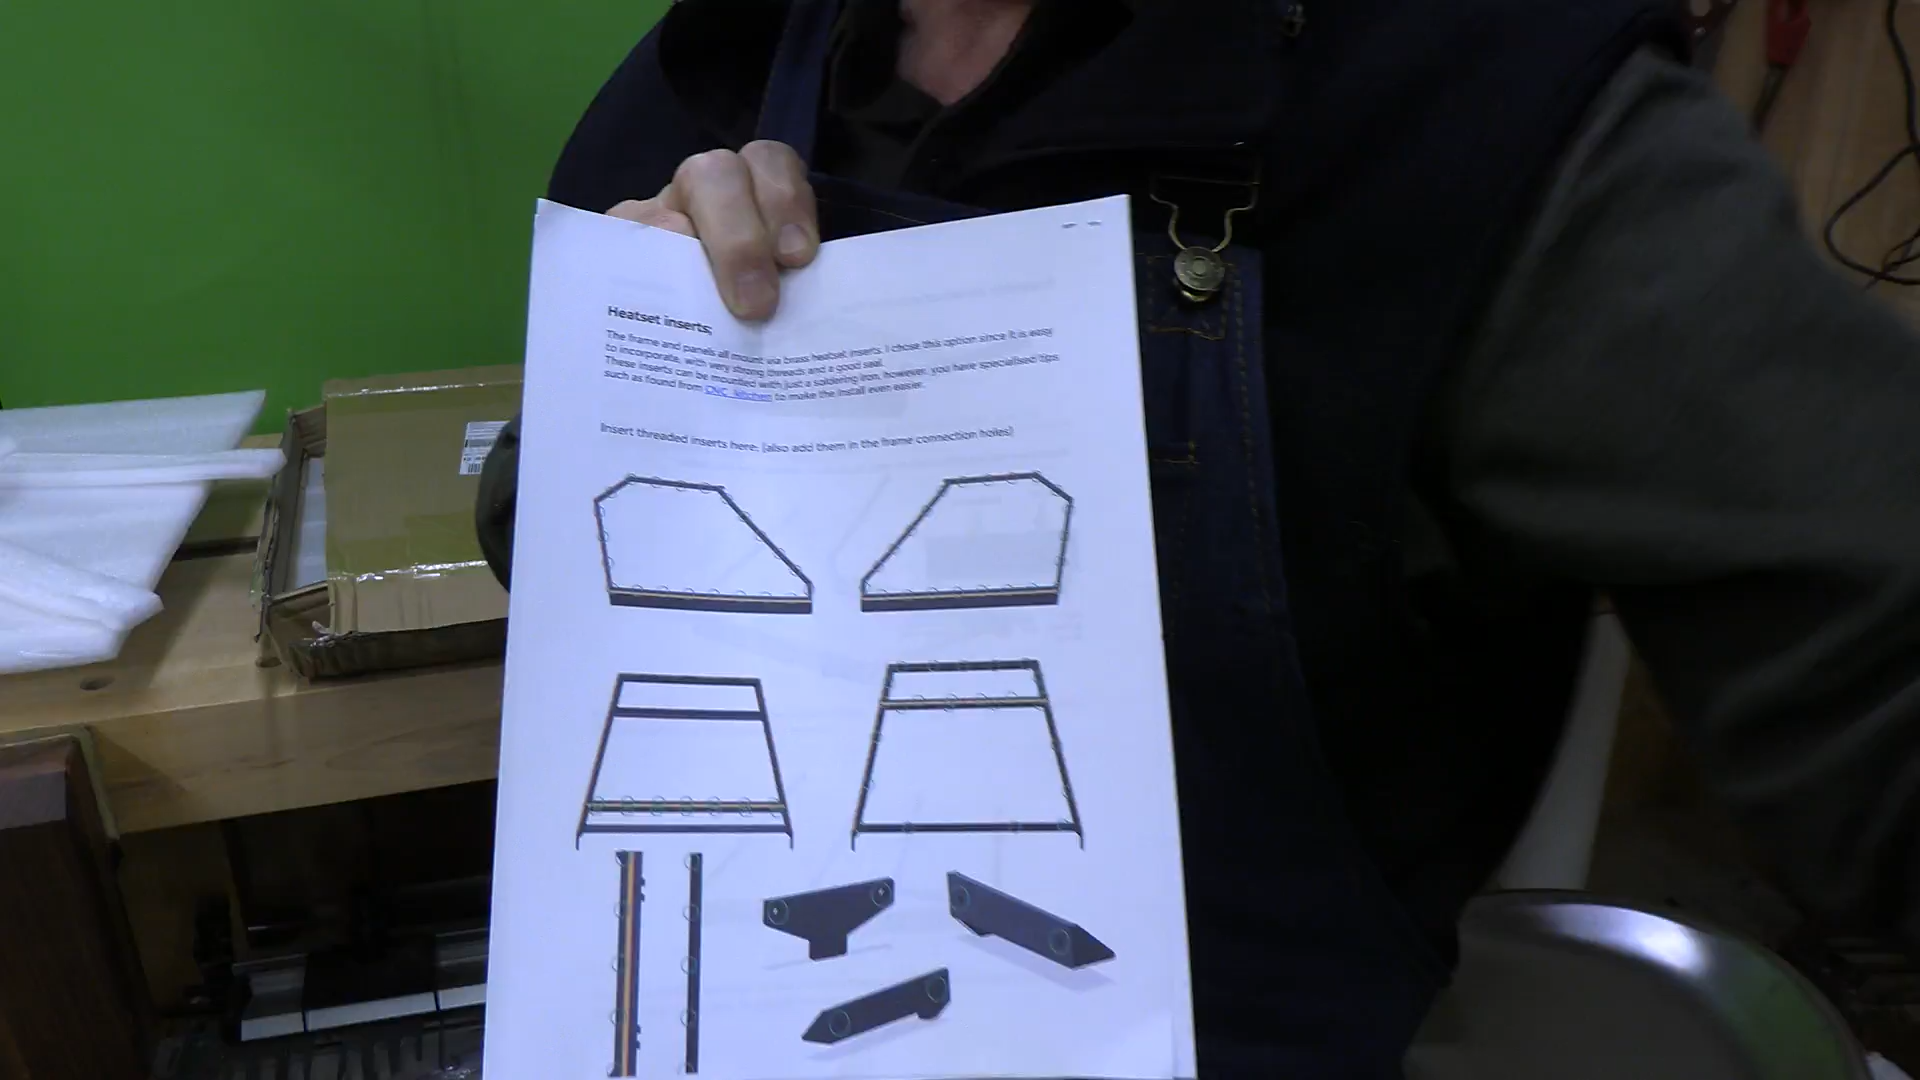 Heatset inserts;
The frame and panels all mount via brass heatset inserts. I chose this option since it is easy
to incorporate, with very strong threads and a good seal.
These inserts can be mounted with just a soldering iron, however, you have specialised tips
such as found from CNC kitchen to make the install even easier.
Insert threaded inserts here: (also add them in the frame connection holes)